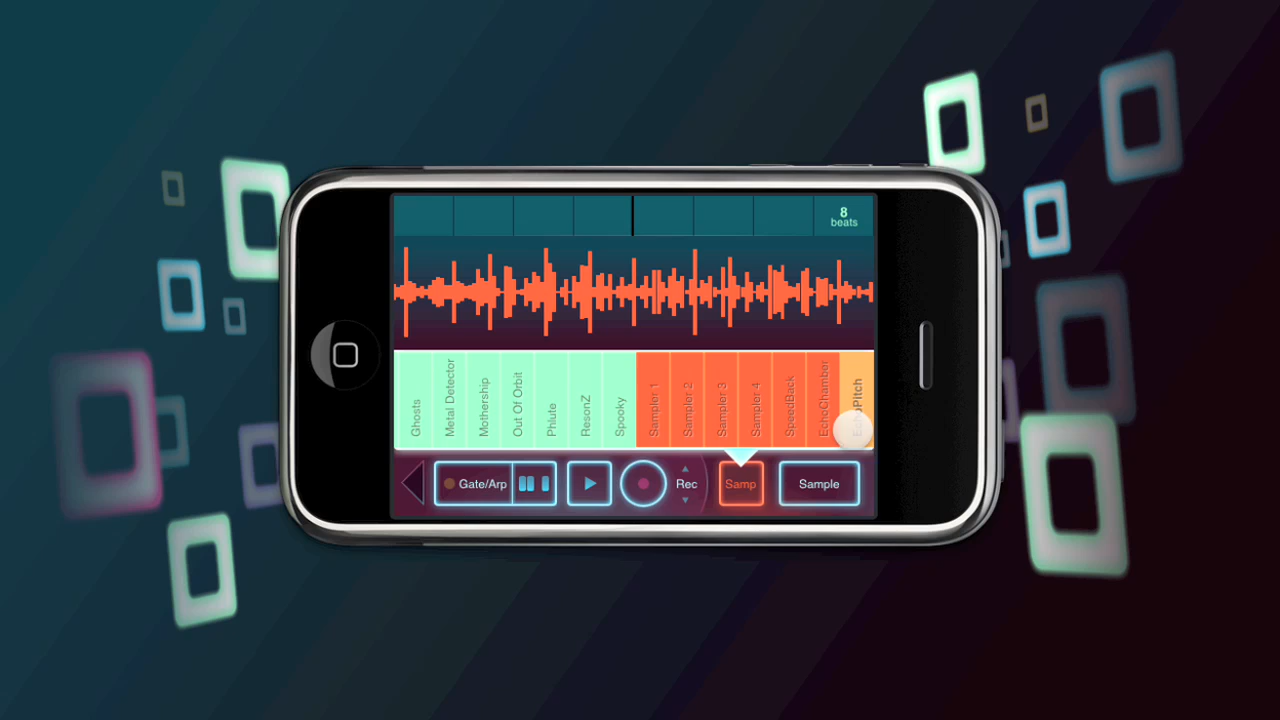 8
beats
Ghosts
Metal Detector
Mothership
Out Of Orbit
Phlute
ResonZ
Spooky
Sampler 1
Sampler 2
Sampler 3
Sampler 4
SpeedBack
EchoChamber
EchoPitch
Gate/Arp
Rec
Samp
Sample